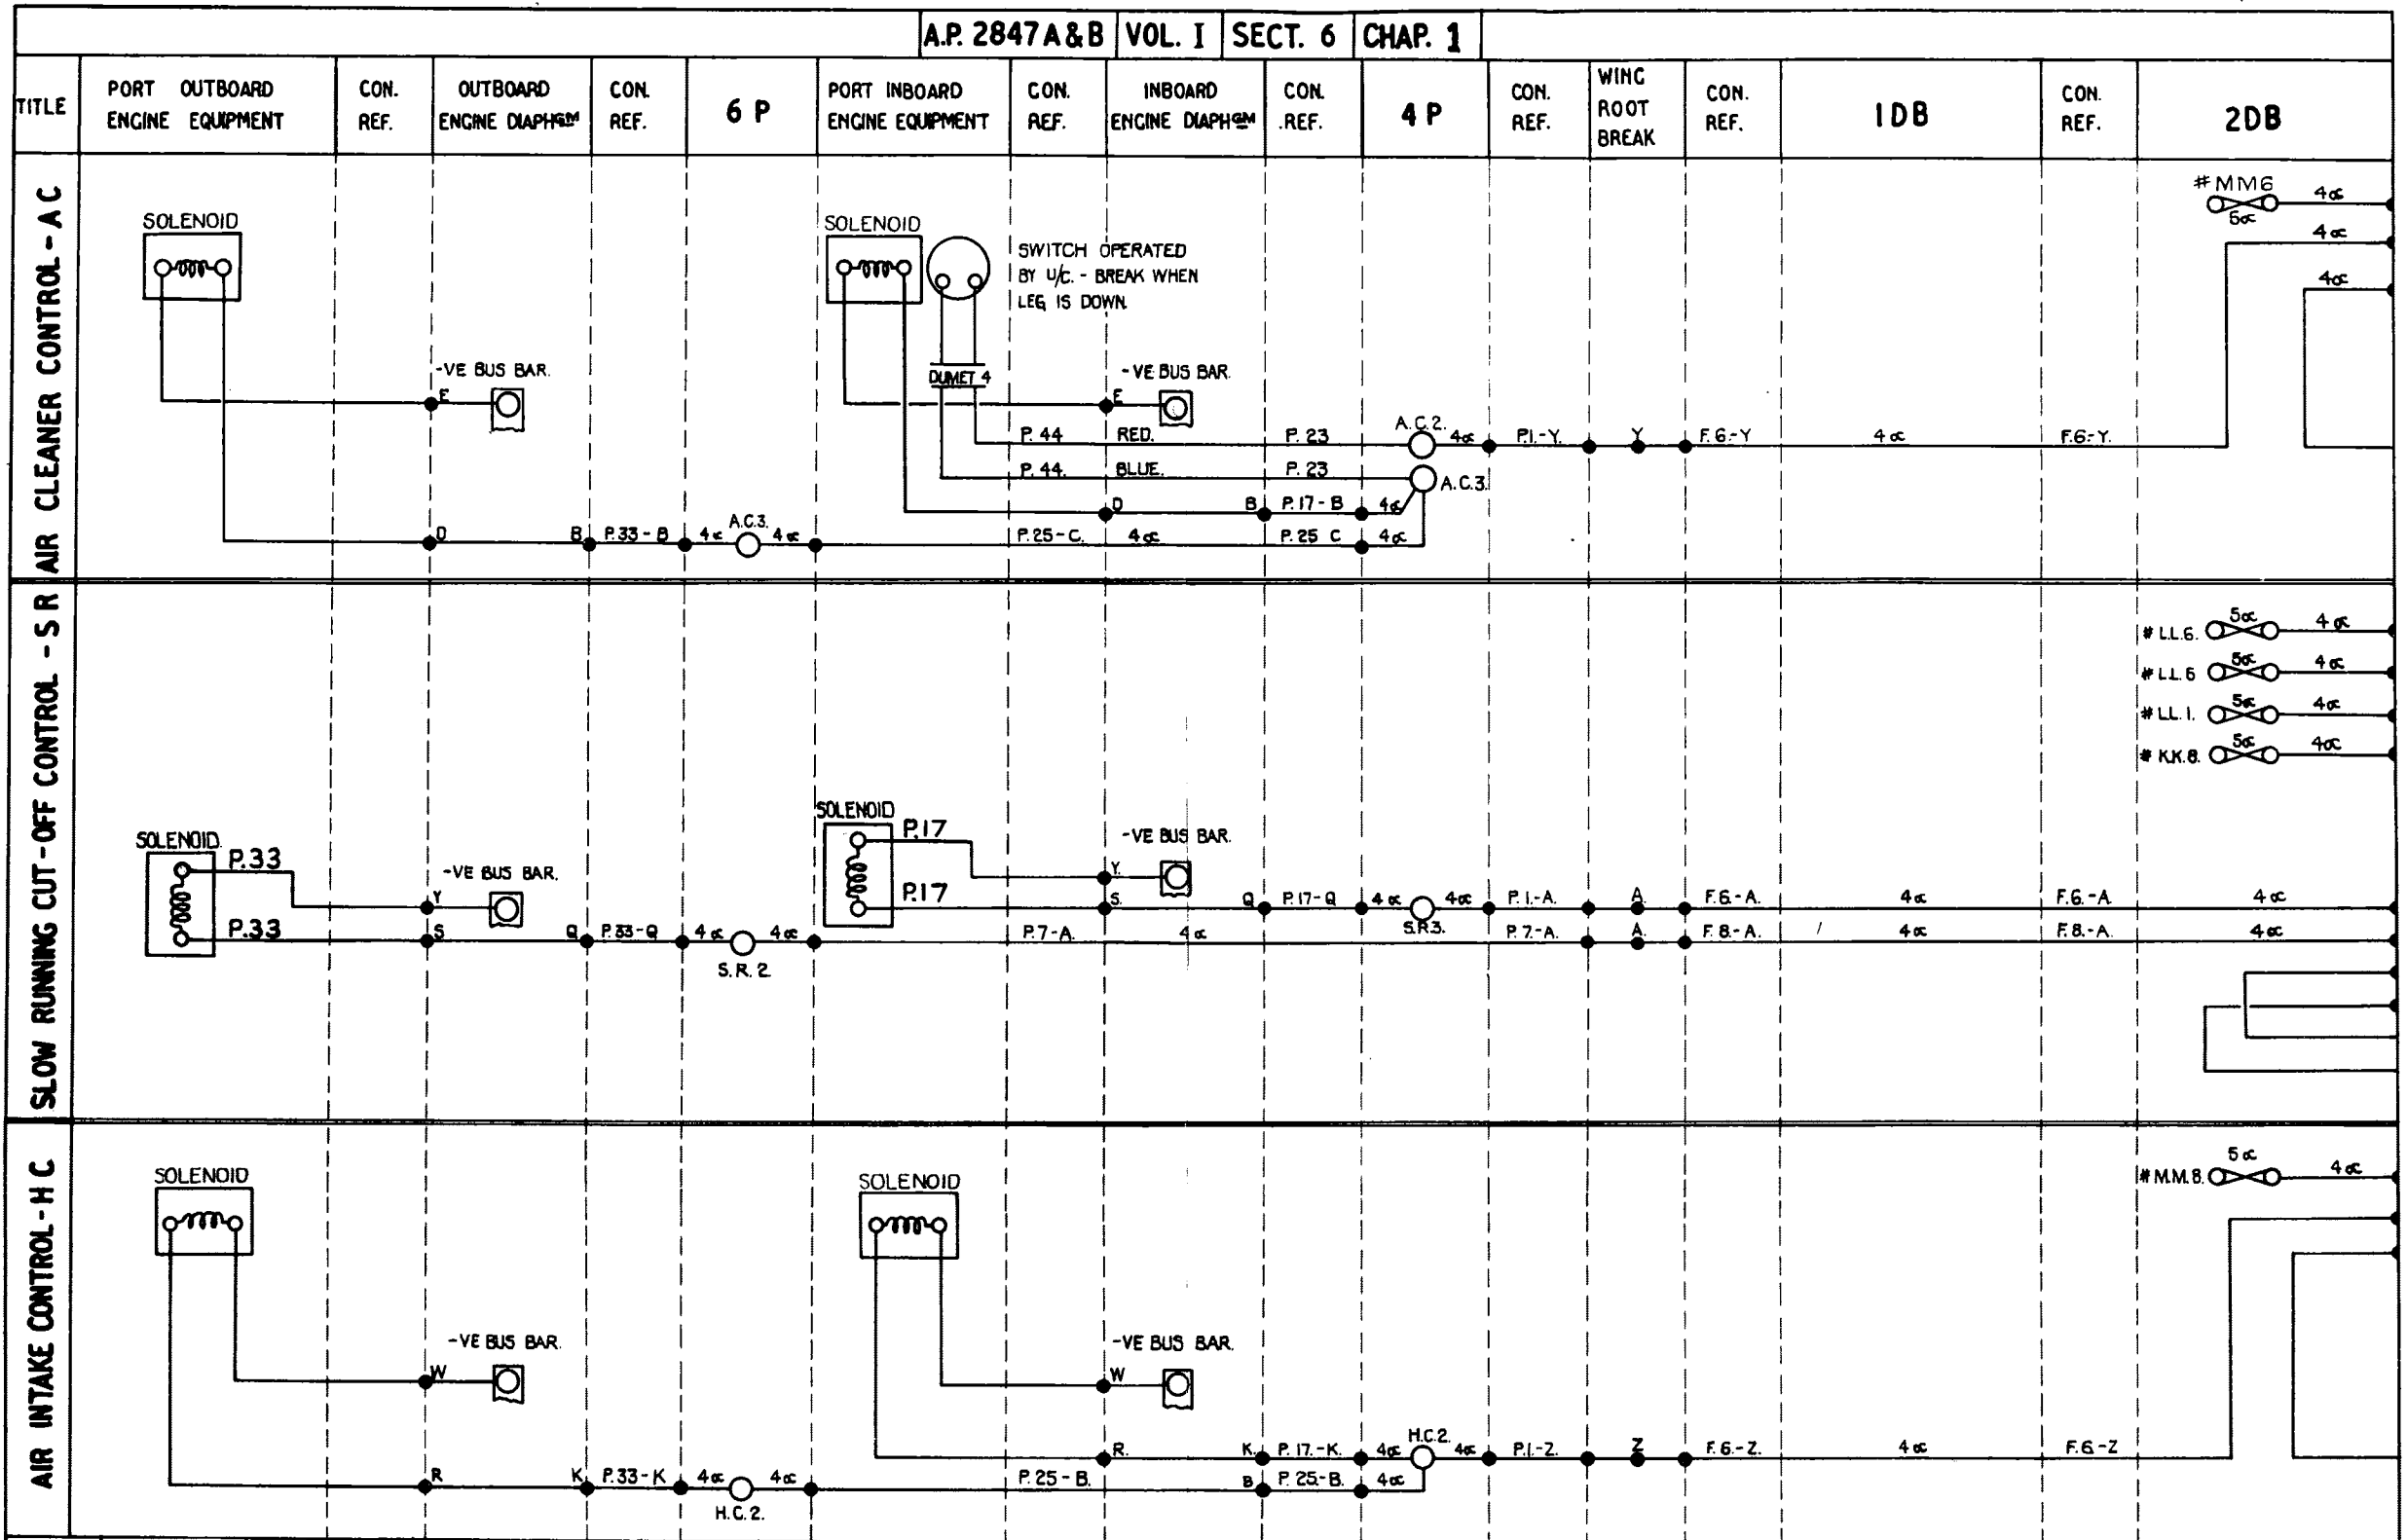 A.P. 2847A&B VOL. I SECT. 6 CHAP. 1
TITLE
PORT OUTBOARD
ENGINE EQUIPMENT
CON.
REF.
OUTBOARD
ENGINE DIAPHGM
CON.
REF.
6 P
PORT INBOARD
ENGINE EQUIPMENT
CON.
REF.
INBOARD
ENGINE DIAPHGM
CON.
.REF.
4 P
CON.
REF.
WING
ROOT
BREAK
CON.
REF.
1DB
CON.
REF.
2DB
AIR CLEANER CONTROL - A C
SOLENOID
SOLENOID
SWITCH OPERATED
BY U/C. - BREAK WHEN
LEG IS DOWN.
#MM6
5α
4α
4α
4α
-VE BUS BAR.
E
DUMET 4
-VE BUS BAR.
E
P. 44 RED. P. 23 A.C.2. 4α P.1.-Y. Y F.6-Y 4α F.6-Y.
P. 44. BLUE. P. 23 A.C.3.
D B P.17-B 4α
D B P.33-B 4α A.C.3. 4α P.25-C. 4α P.25 C 4α
SLOW RUNNING CUT-OFF CONTROL - S R
#LL.6. 5α 4α
#LL.6 5α 4α
#LL.1. 5α 4α
#KK.8. 5α 4α
SOLENOID.
P.33
P.33
-VE BUS BAR.
Y
SOLENOID
P.17
P.17
-VE BUS BAR.
Y.
S. Q P.17-Q 4α S.R.3. 4α P.1.-A. A. F.6.-A. 4α F.6.-A. 4α
S Q P.33-Q 4α S.R.2. 4α P.7-A. 4α P.7.-A. A. F.8.-A. 4α F.8.-A. 4α
AIR INTAKE CONTROL - H C
SOLENOID
SOLENOID
#M.M.8. 5α 4α
-VE BUS BAR.
W
-VE BUS BAR.
W
R. K. P.17.-K. 4α H.C.2. 4α P.1.-Z. Z F.6.-Z. 4α F.6-Z
R K P.33-K 4α H.C.2. 4α P.25-B. B P.25.-B. 4α